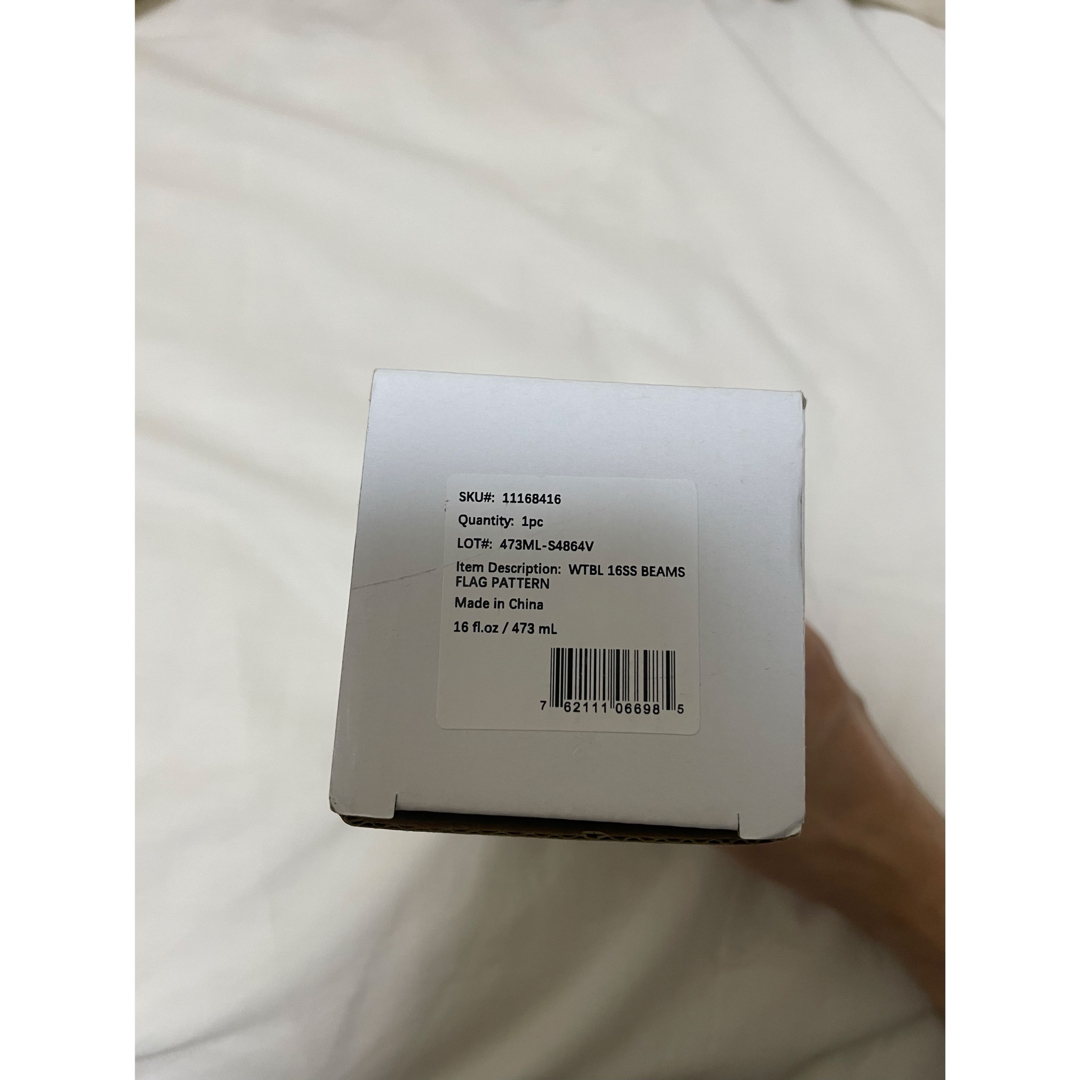 SKU#: 11168416
Quantity: 1pc
LOT#: 473ML-S4864V
Item Description: WTBL 16SS BEAMS
FLAG PATTERN
Made in China
16 fl.oz / 473 mL
7 62111 06698 5